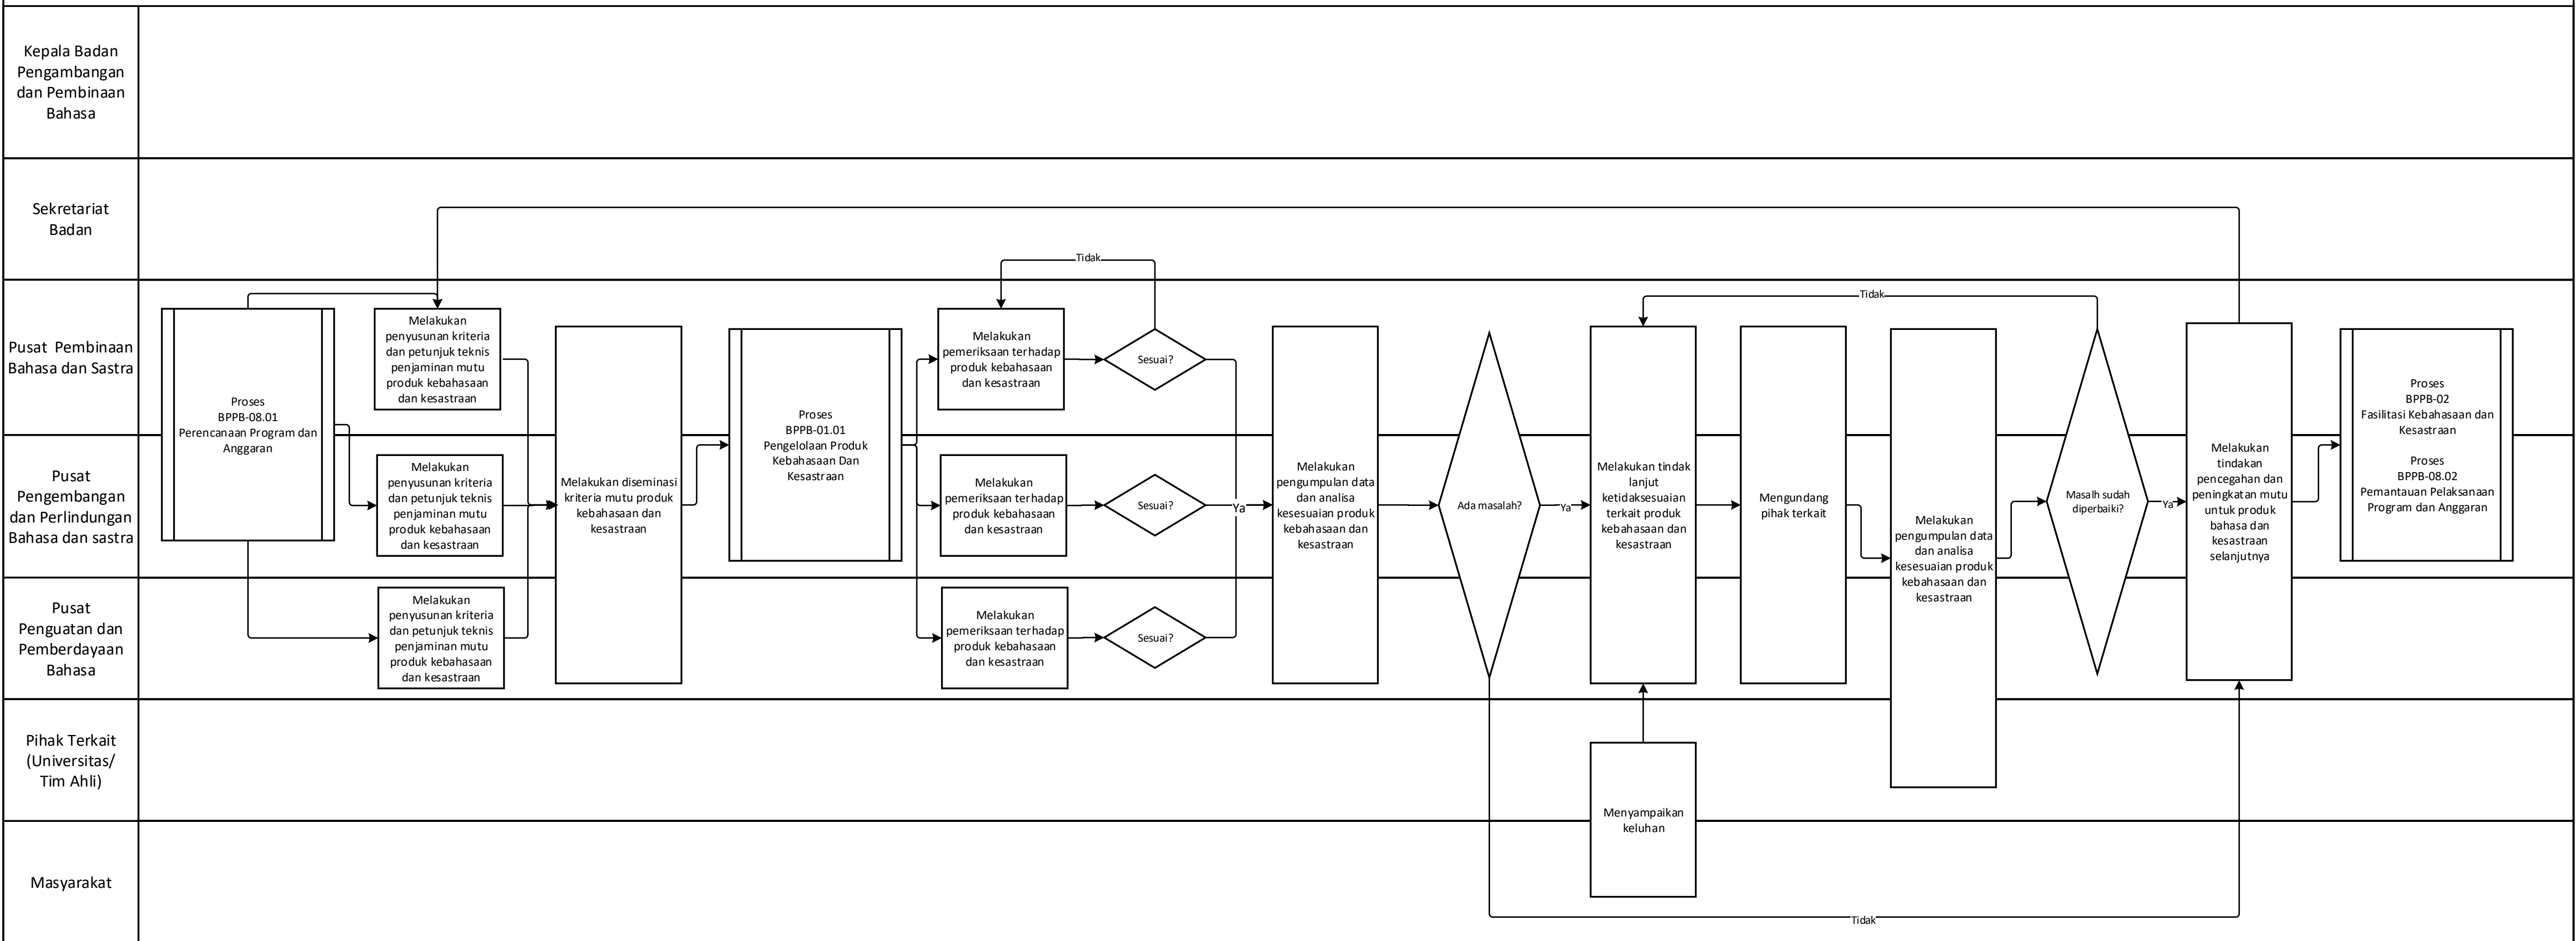 Kepala Badan
Pengambangan
dan Pembinaan
Bahasa
Sekretariat
Badan
Pusat Pembinaan
Bahasa dan Sastra
Pusat
Pengembangan
dan Perlindungan
Bahasa dan sastra
Pusat
Penguatan dan
Pemberdayaan
Bahasa
Pihak Terkait
(Universitas/
Tim Ahli)
Masyarakat
Proses
BPPB-08.01
Perencanaan Program dan
Anggaran
Melakukan
penyusunan kriteria
dan petunjuk teknis
penjaminan mutu
produk kebahasaan
dan kesastraan
Melakukan
penyusunan kriteria
dan petunjuk teknis
penjaminan mutu
produk kebahasaan
dan kesastraan
Melakukan
penyusunan kriteria
dan petunjuk teknis
penjaminan mutu
produk kebahasaan
dan kesastraan
Melakukan diseminasi
kriteria mutu produk
kebahasaan dan
kesastraan
Proses
BPPB-01.01
Pengelolaan Produk
Kebahasaan Dan
Kesastraan
Melakukan
pemeriksaan terhadap
produk kebahasaan
dan kesastraan
Melakukan
pemeriksaan terhadap
produk kebahasaan
dan kesastraan
Melakukan
pemeriksaan terhadap
produk kebahasaan
dan kesastraan
Tidak
Sesuai?
Sesuai?
Sesuai?
Ya
Melakukan
pengumpulan data
dan analisa
kesesuaian produk
kebahasaan dan
kesastraan
Ada masalah?
Ya
Tidak
Melakukan tindak
lanjut
ketidaksesuaian
terkait produk
kebahasaan dan
kesastraan
Menyampaikan
keluhan
Mengundang
pihak terkait
Tidak
Melakukan
pengumpulan data
dan analisa
kesesuaian produk
kebahasaan dan
kesastraan
Masalh sudah
diperbaiki?
Ya
Melakukan
tindakan
pencegahan dan
peningkatan mutu
untuk produk
bahasa dan
kesastraan
selanjutnya
Proses
BPPB-02
Fasilitasi Kebahasaan dan
Kesastraan
Proses
BPPB-08.02
Pemantauan Pelaksanaan
Program dan Anggaran